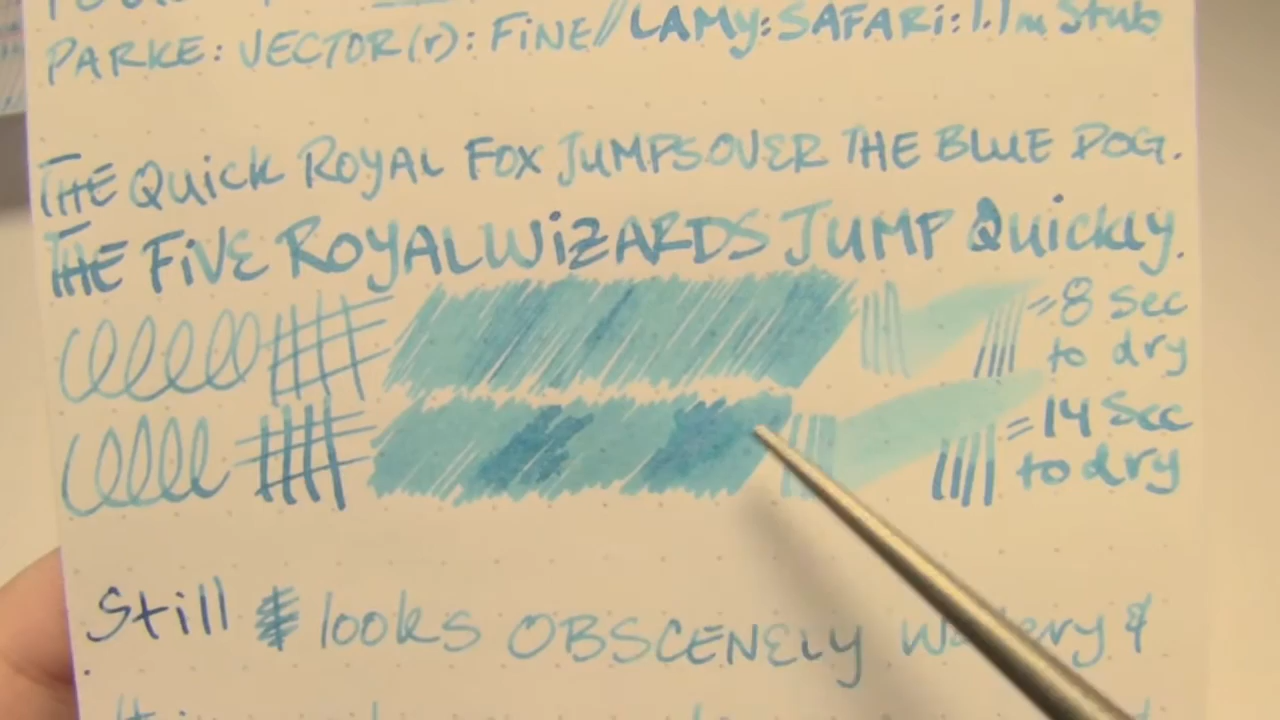 PARKE: VECTOR(r): FiNE//LAMy:SAFARi:1.1m Stub
THE Quick ROYAL FOX JUMPS OVER THE BLUE DOG.
THE FiVE ROYAL WiZARDS JUMP Quickly.
=8 Sec
to dry
=14 Sec
to dry
Still looks OBSCENELY &